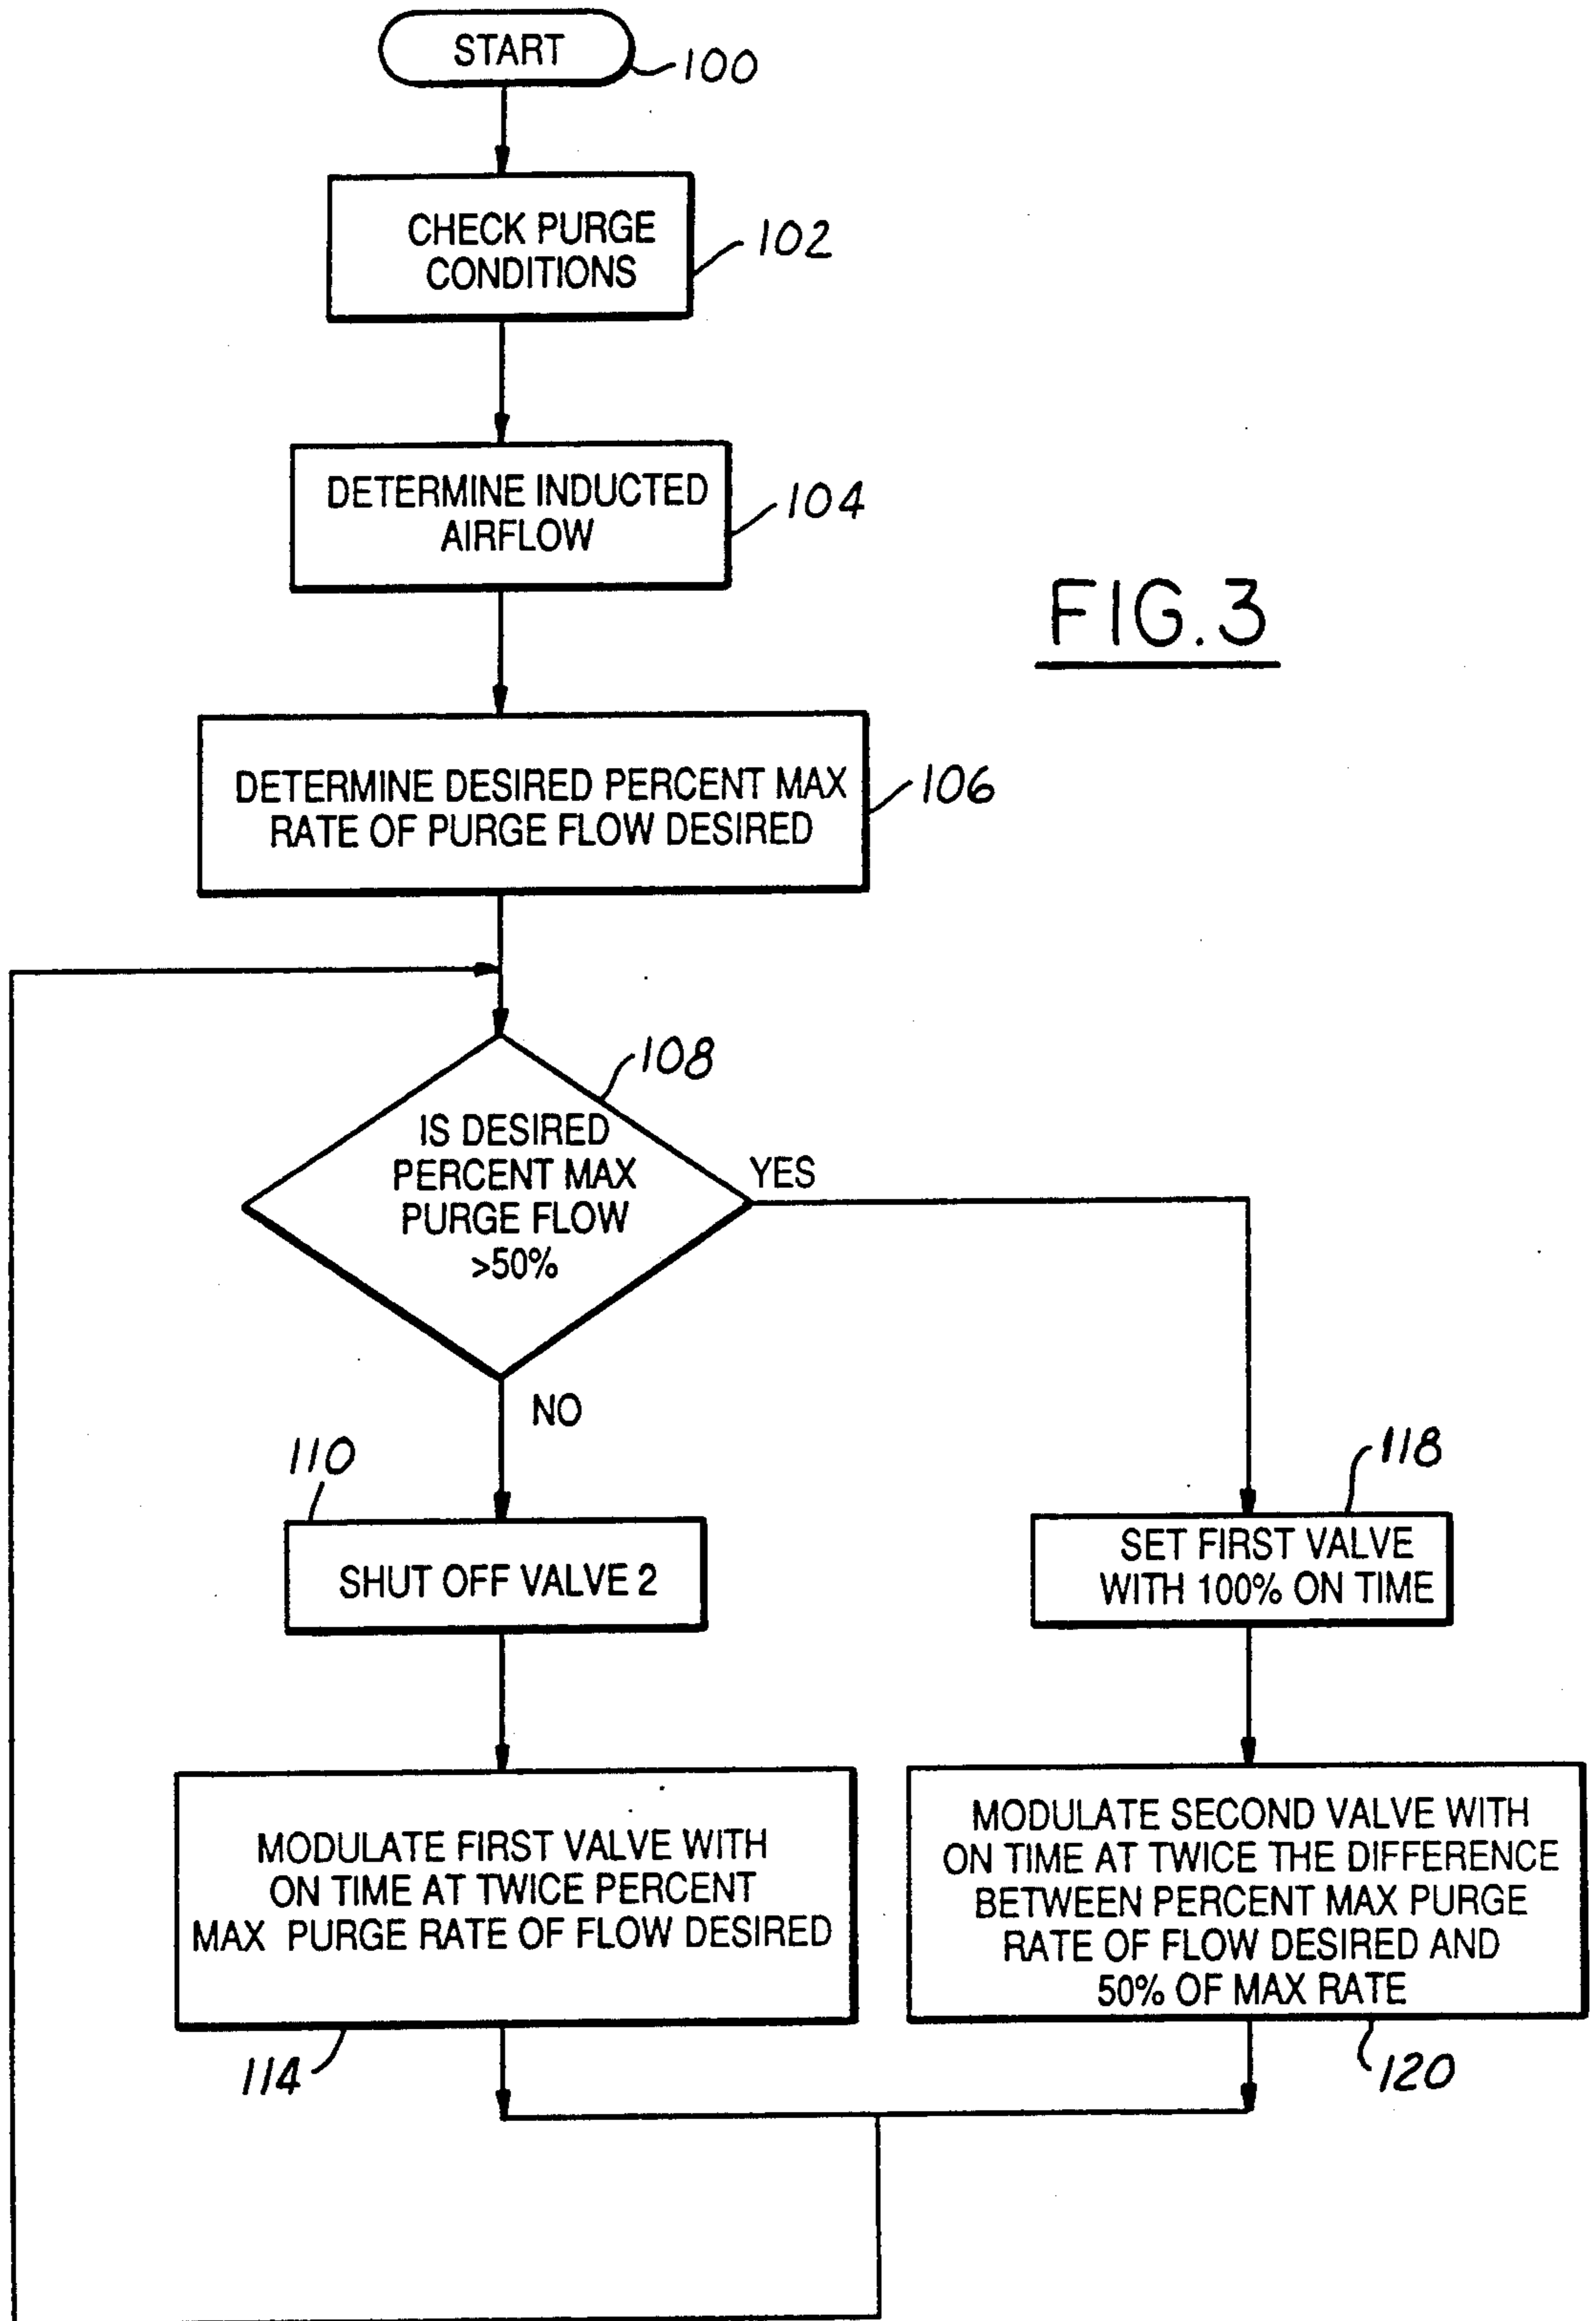 START
100
CHECK PURGE
CONDITIONS
102
DETERMINE INDUCTED
AIRFLOW
104
FIG.3
DETERMINE DESIRED PERCENT MAX
RATE OF PURGE FLOW DESIRED
106
108
IS DESIRED
PERCENT MAX
PURGE FLOW
>50%
YES
NO
110
SHUT OFF VALVE 2
118
SET FIRST VALVE
WITH 100% ON TIME
MODULATE FIRST VALVE WITH
ON TIME AT TWICE PERCENT
MAX PURGE RATE OF FLOW DESIRED
114
MODULATE SECOND VALVE WITH
ON TIME AT TWICE THE DIFFERENCE
BETWEEN PERCENT MAX PURGE
RATE OF FLOW DESIRED AND
50% OF MAX RATE
120